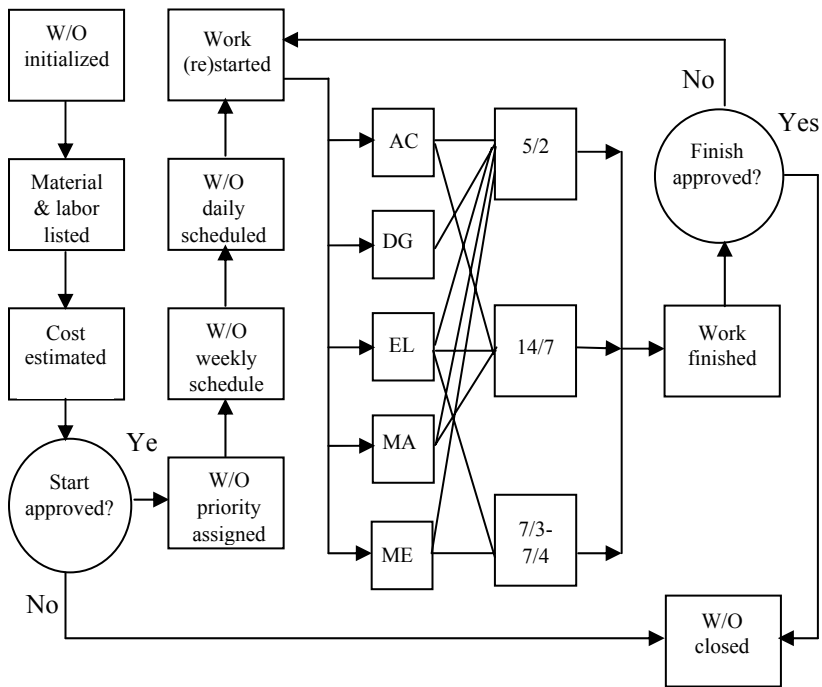 W/O
initialized
Material
& labor
listed
Cost
estimated
Start
approved?
Ye
No
W/O
priority
assigned
W/O
weekly
schedule
W/O
daily
scheduled
Work
(re)started
AC
DG
EL
MA
ME
5/2
14/7
7/3-
7/4
Work
finished
Finish
approved?
No
Yes
W/O
closed